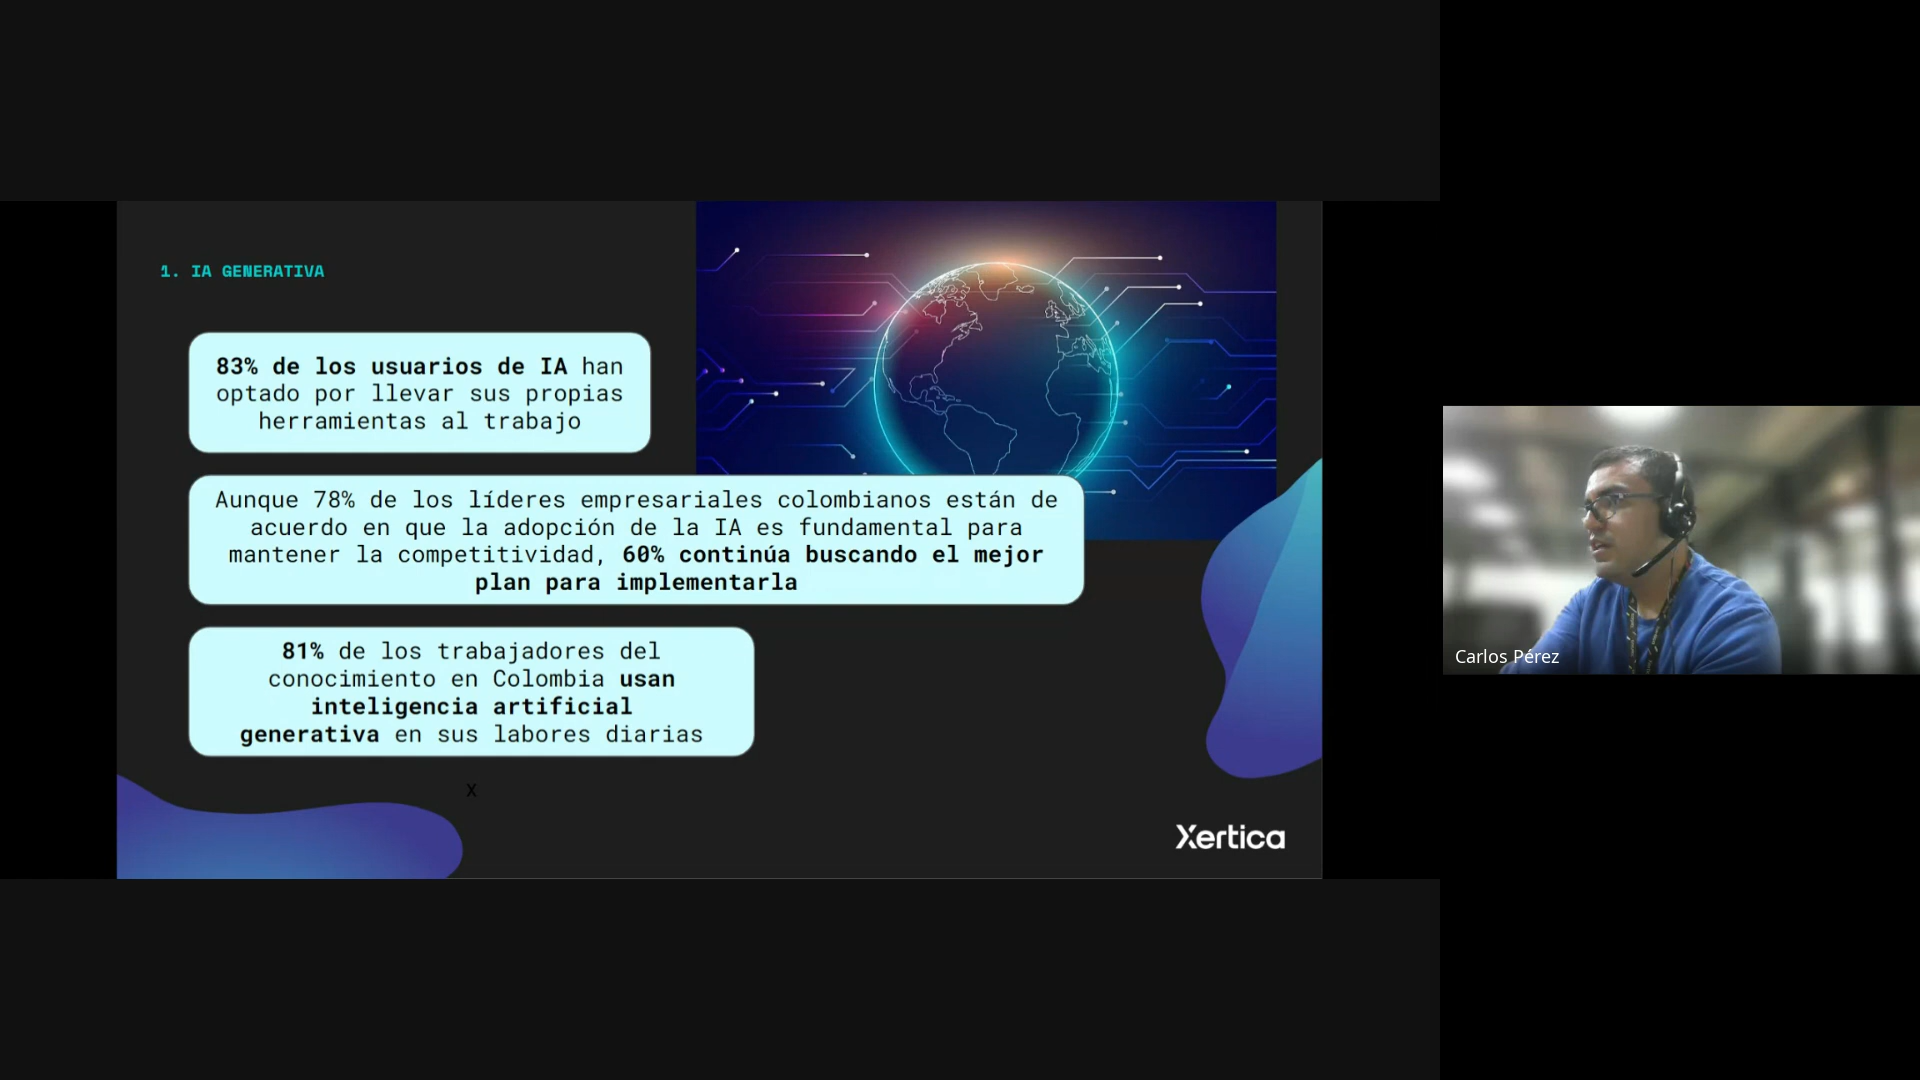 1. IA GENERATIVA
83% de los usuarios de IA han
optado por llevar sus propias
herramientas al trabajo
Aunque 78% de los líderes empresariales colombianos están de
acuerdo en que la adopción de la IA es fundamental para
mantener la competitividad, 60% continúa buscando el mejor
plan para implementarla
81% de los trabajadores del
conocimiento en Colombia usan
inteligencia artificial
generativa en sus labores diarias
X
Xertica
Carlos Pérez